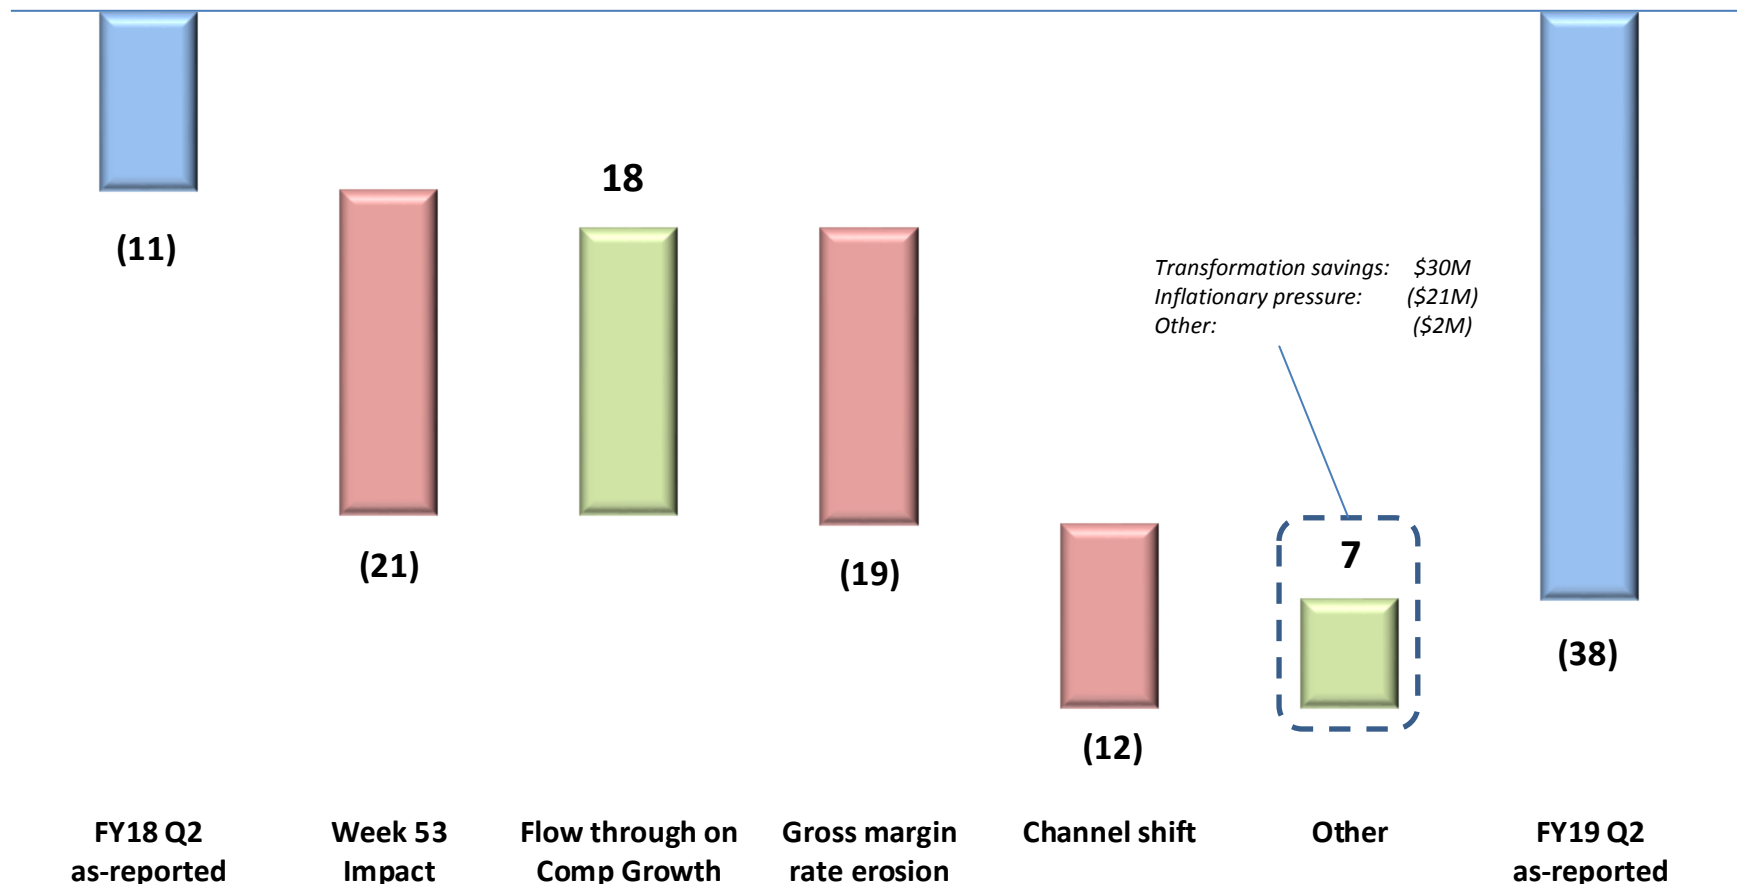 (11)
(21)
18
(19)
(12)
Transformation savings: $30M
Inflationary pressure: ($21M)
Other: ($2M)
7
(38)
FY18 Q2
as-reported
Week 53
Impact
Flow through on
Comp Growth
Gross margin
rate erosion
Channel shift
Other
FY19 Q2
as-reported